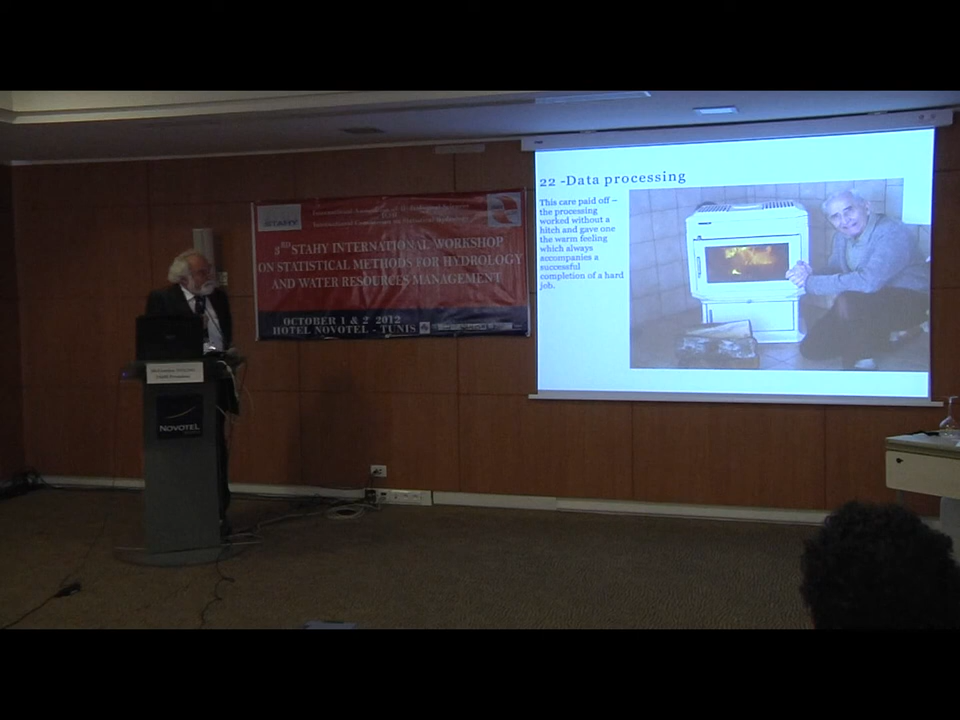 STAHY
3RD STAHY INTERNATIONAL WORKSHOP
ON STATISTICAL METHODS FOR HYDROLOGY
AND WATER RESOURCES MANAGEMENT
OCTOBER 1 & 2 2012
HOTEL NOVOTEL - TUNIS
NOVOTEL
22 -Data processing
This care paid off –
the processing
worked without a
hitch and gave one
the warm feeling
which always
accompanies a
successful
completion of a hard
job.